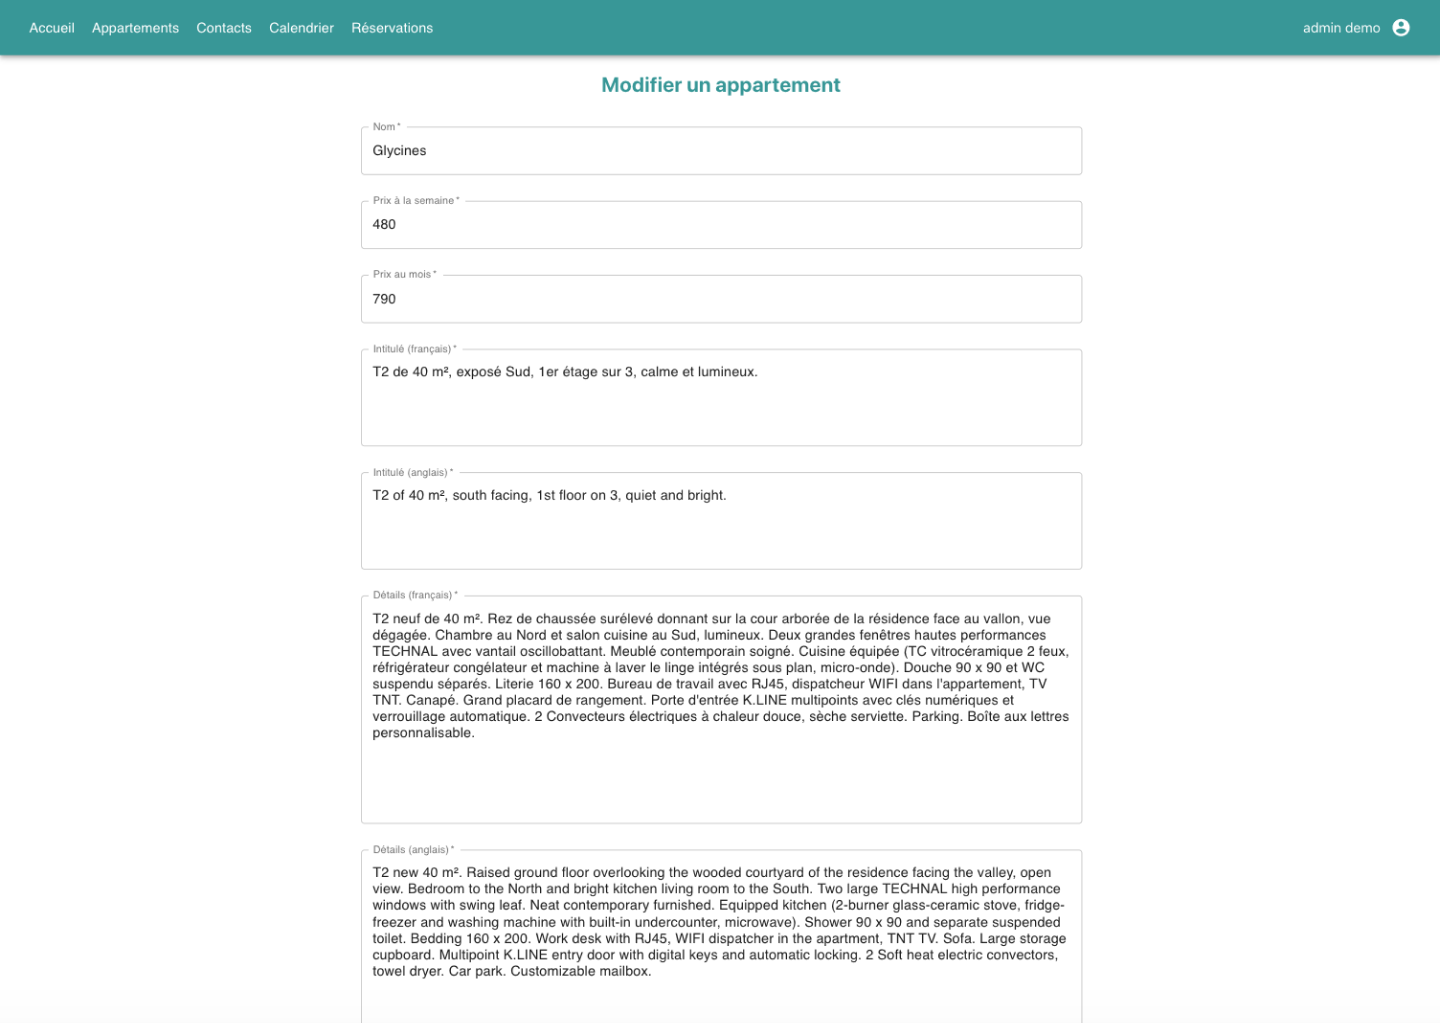 Accueil Appartements Contacts Calendrier Réservations admin demo
Modifier un appartement
Nom *
Glycines
Prix à la semaine *
480
Prix au mois *
790
Intitulé (français) *
T2 de 40 m², exposé Sud, 1er étage sur 3, calme et lumineux.
Intitulé (anglais) *
T2 of 40 m², south facing, 1st floor on 3, quiet and bright.
Détails (français) *
T2 neuf de 40 m². Rez de chaussée surélevé donnant sur la cour arborée de la résidence face au vallon, vue
dégagée. Chambre au Nord et salon cuisine au Sud, lumineux. Deux grandes fenêtres hautes performances
TECHNAL avec vantail oscillobattant. Meublé contemporain soigné. Cuisine équipée (TC vitrocéramique 2 feux,
réfrigérateur congélateur et machine à laver le linge intégrés sous plan, micro-onde). Douche 90 x 90 et WC
suspendu séparés. Literie 160 x 200. Bureau de travail avec RJ45, dispatcheur WIFI dans l'appartement, TV
TNT. Canapé. Grand placard de rangement. Porte d'entrée K.LINE multipoints avec clés numériques et
verrouillage automatique. 2 Convecteurs électriques à chaleur douce, sèche serviette. Parking. Boîte aux lettres
personnalisable.
Détails (anglais) *
T2 new 40 m². Raised ground floor overlooking the wooded courtyard of the residence facing the valley, open
view. Bedroom to the North and bright kitchen living room to the South. Two large TECHNAL high performance
windows with swing leaf. Neat contemporary furnished. Equipped kitchen (2-burner glass-ceramic stove, fridge-
freezer and washing machine with built-in undercounter, microwave). Shower 90 x 90 and separate suspended
toilet. Bedding 160 x 200. Work desk with RJ45, WIFI dispatcher in the apartment, TNT TV. Sofa. Large storage
cupboard. Multipoint K.LINE entry door with digital keys and automatic locking. 2 Soft heat electric convectors,
towel dryer. Car park. Customizable mailbox.